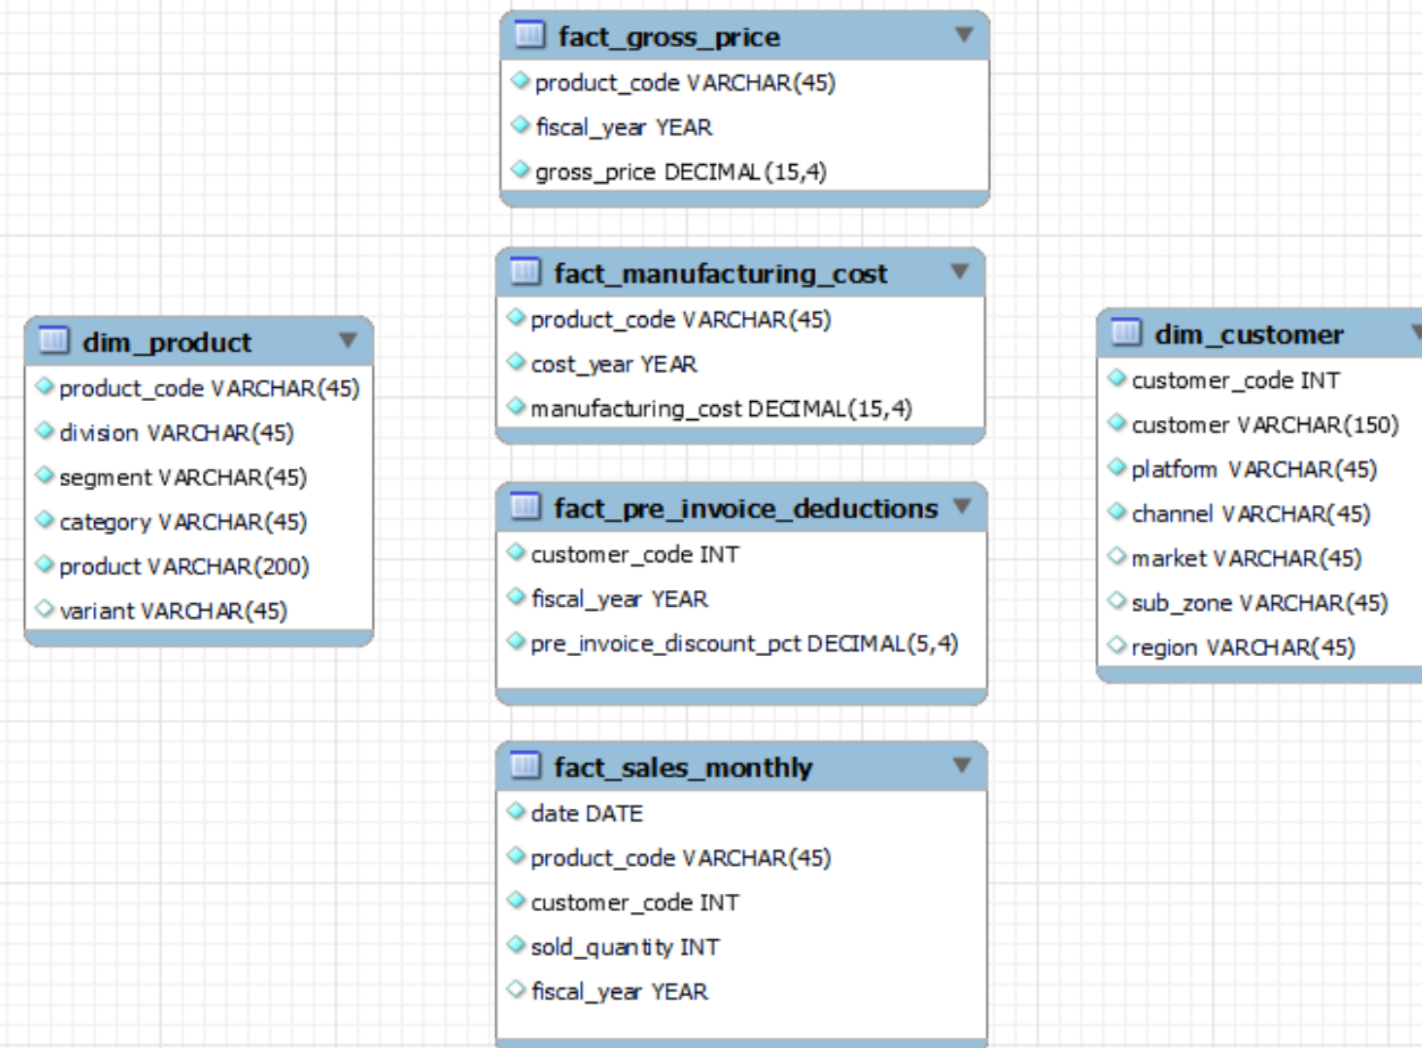 fact_gross_price
product_code VARCHAR(45)
fiscal_year YEAR
gross_price DECIMAL(15,4)
fact_manufacturing_cost
product_code VARCHAR(45)
cost_year YEAR
manufacturing_cost DECIMAL(15,4)
dim_product
product_code VARCHAR(45)
division VARCHAR(45)
segment VARCHAR(45)
category VARCHAR(45)
product VARCHAR(200)
variant VARCHAR(45)
dim_customer
customer_code INT
customer VARCHAR(150)
platform VARCHAR(45)
channel VARCHAR(45)
market VARCHAR(45)
sub_zone VARCHAR(45)
region VARCHAR(45)
fact_pre_invoice_deductions
customer_code INT
fiscal_year YEAR
pre_invoice_discount_pct DECIMAL(5,4)
fact_sales_monthly
date DATE
product_code VARCHAR(45)
customer_code INT
sold_quantity INT
fiscal_year YEAR